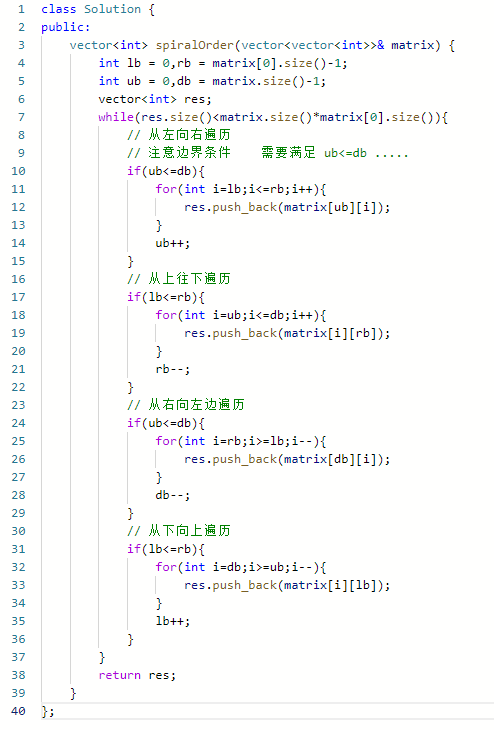 1 class Solution {
2 public:
3     vector<int> spiralOrder(vector<vector<int>>& matrix) {
4         int lb = 0,rb = matrix[0].size()-1;
5         int ub = 0,db = matrix.size()-1;
6         vector<int> res;
7         while(res.size()<matrix.size()*matrix[0].size()){
8             // 从左向右遍历
9             // 注意边界条件    需要满足 ub<=db .....
10             if(ub<=db){
11                 for(int i=lb;i<=rb;i++){
12                     res.push_back(matrix[ub][i]);
13                 }
14                 ub++;
15             }
16             // 从上往下遍历
17             if(lb<=rb){
18                 for(int i=ub;i<=db;i++){
19                     res.push_back(matrix[i][rb]);
20                 }
21                 rb--;
22             }
23             // 从右向左边遍历
24             if(ub<=db){
25                 for(int i=rb;i>=lb;i--){
26                     res.push_back(matrix[db][i]);
27                 }
28                 db--;
29             }
30             // 从下向上遍历
31             if(lb<=rb){
32                 for(int i=db;i>=ub;i--){
33                     res.push_back(matrix[i][lb]);
34                 }
35                 lb++;
36             }
37         }
38         return res;
39     }
40 };